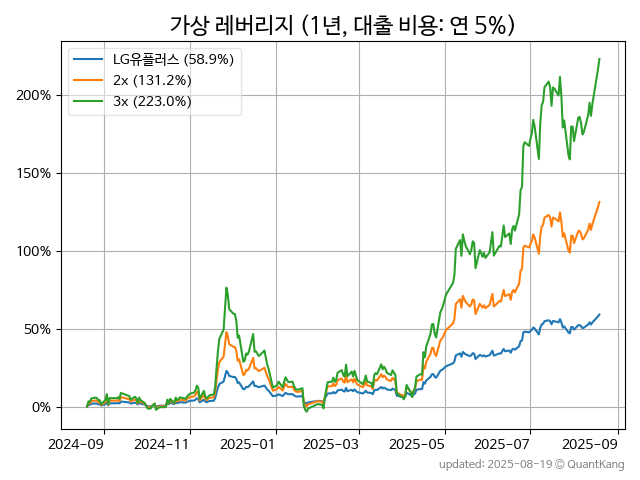 가상 레버리지 (1년, 대출 비용: 연 5%)
LG유플러스 (58.9%)
2x (131.2%)
3x (223.0%)
200%
150%
100%
50%
0%
2024-09 2024-11 2025-01 2025-03 2025-05 2025-07 2025-09
updated: 2025-08-19 © QuantKang